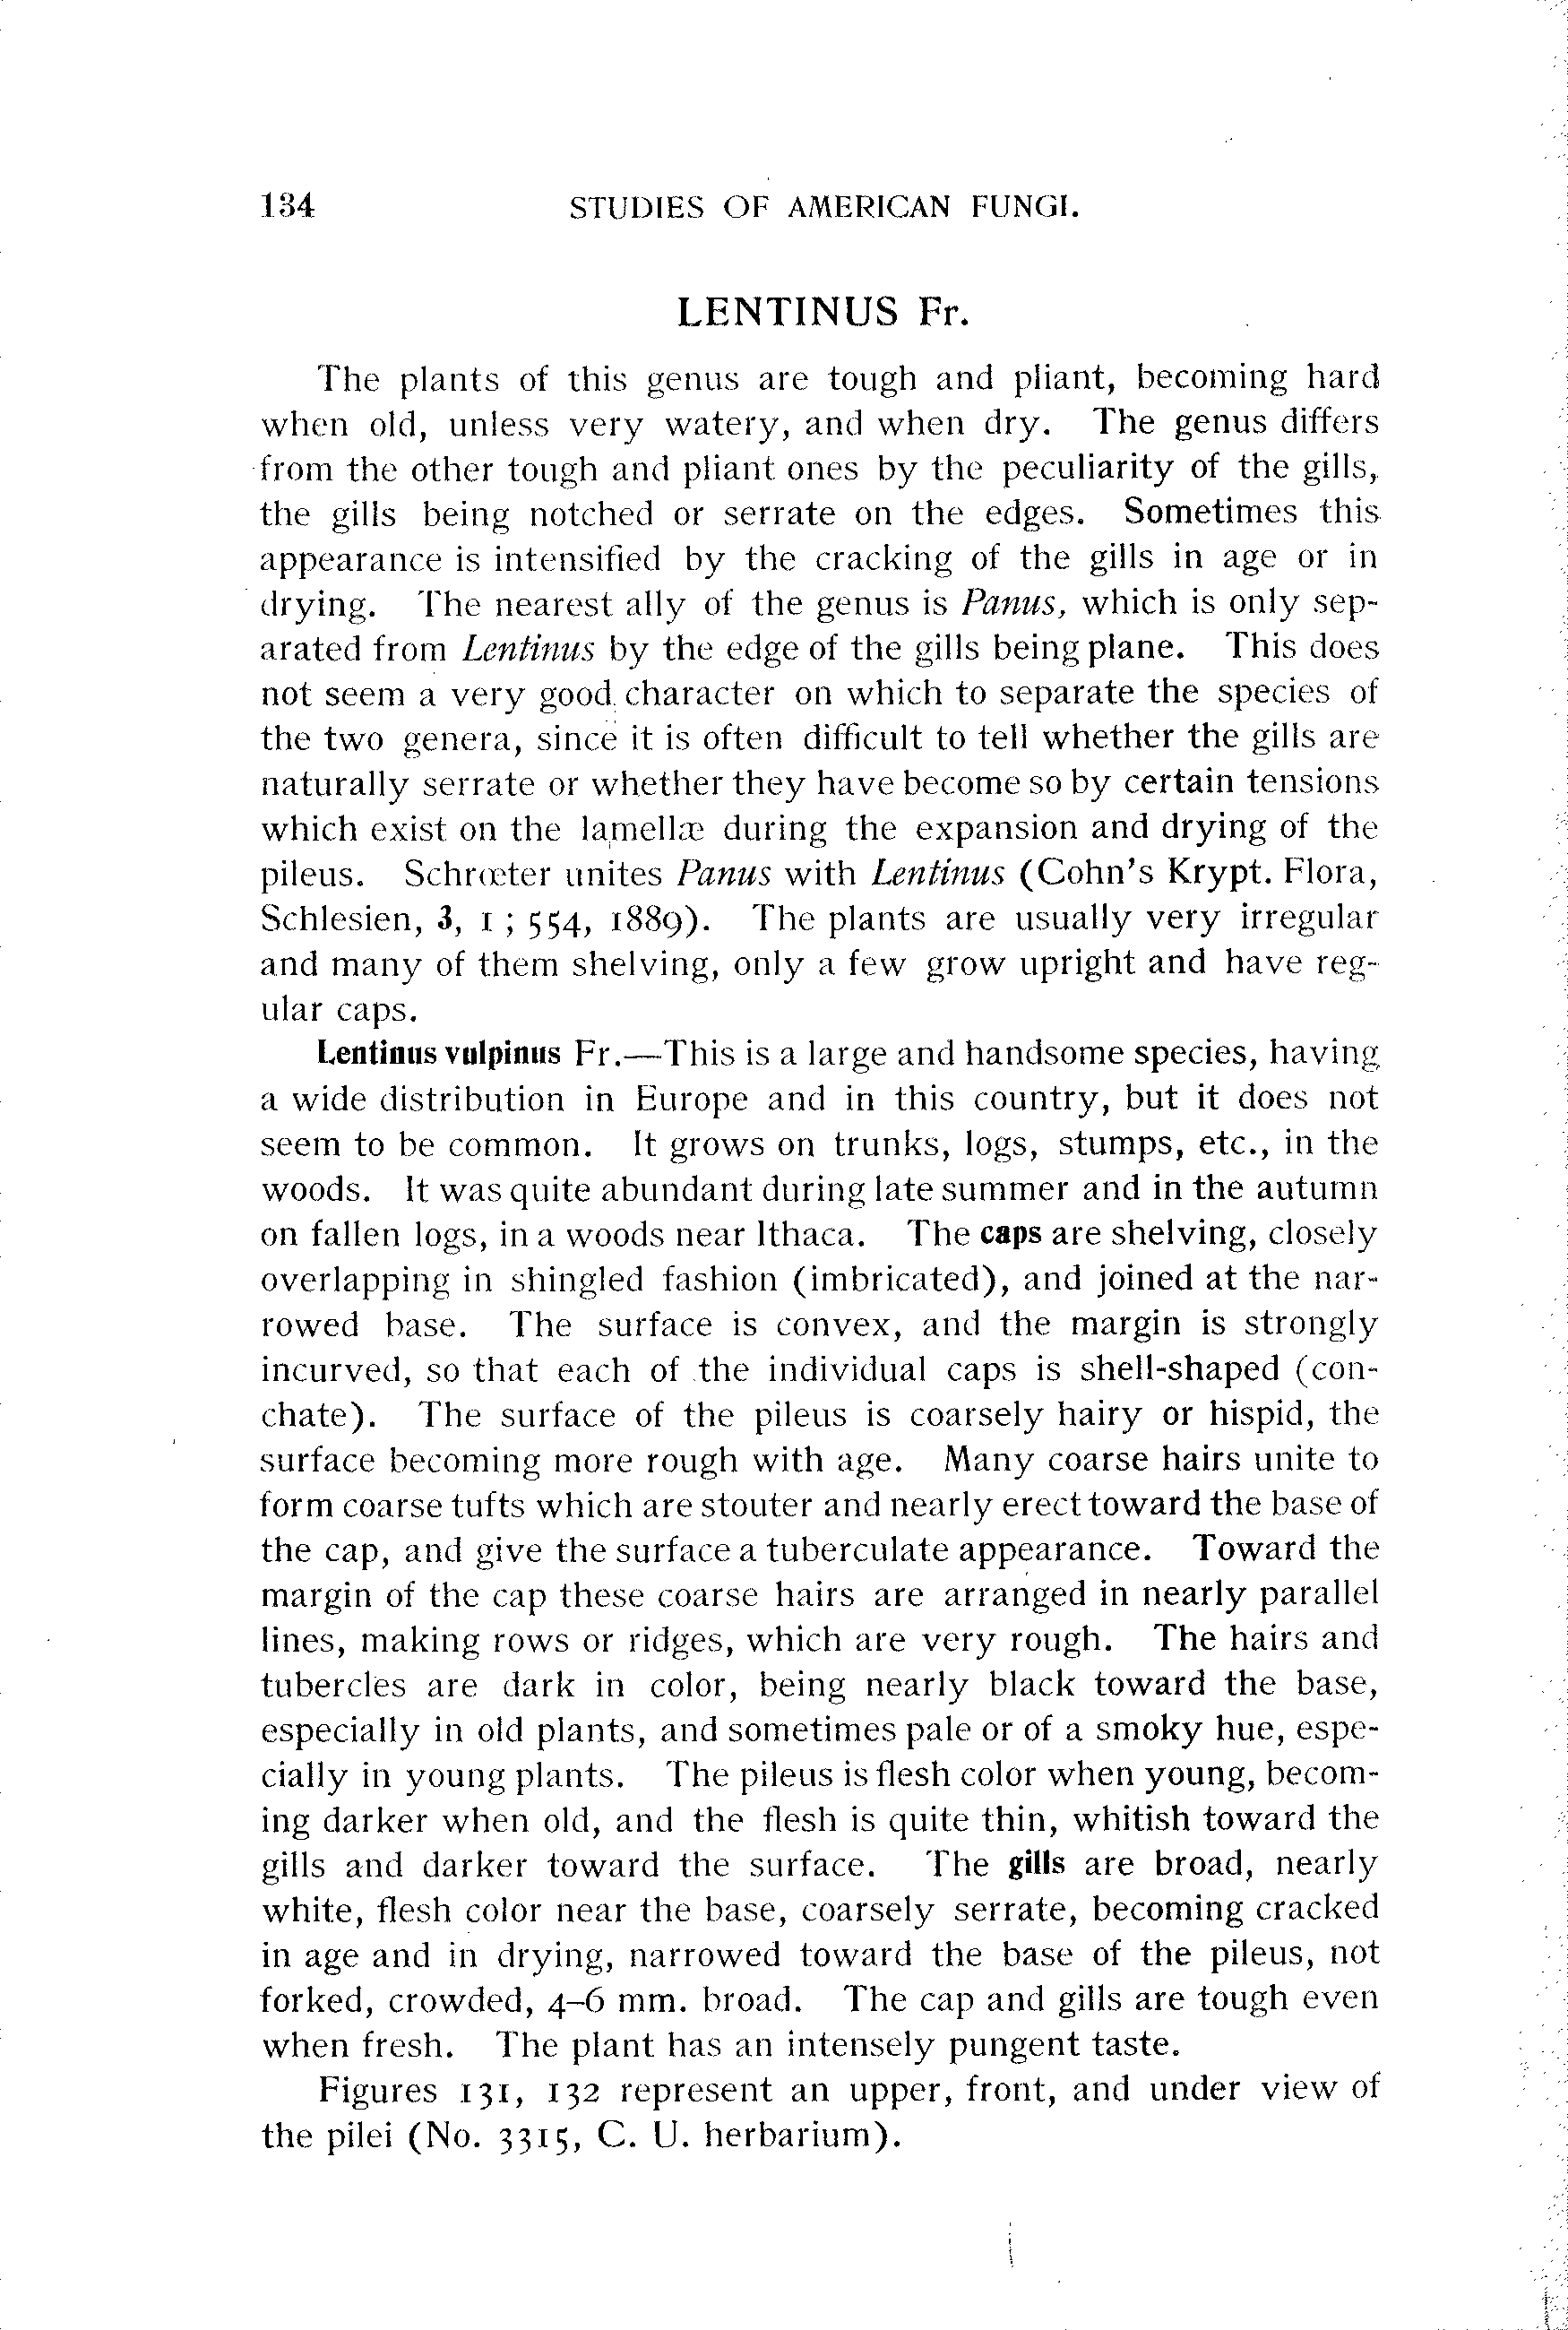 134 STUDIES OF AMERICAN FUNGI.
LENTINUS Fr.
The plants of this genus are tough and pliant, becoming hard
when old, unless very watery, and when dry. The genus differs
from the other tough and pliant ones by the peculiarity of the gills,
the gills being notched or serrate on the edges. Sometimes this
appearance is intensified by the cracking of the gills in age or in
drying. The nearest ally of the genus is Panus, which is only sep-
arated from Lentinus by the edge of the gills being plane. This does
not seem a very good character on which to separate the species of
the two genera, since it is often difficult to tell whether the gills are
naturally serrate or whether they have become so by certain tensions
which exist on the lamellæ during the expansion and drying of the
pileus. Schrœter unites Panus with Lentinus (Cohn's Krypt. Flora,
Schlesien, 3, 1 ; 554, 1889). The plants are usually very irregular
and many of them shelving, only a few grow upright and have reg-
ular caps.
Lentinus vulpinus Fr.—This is a large and handsome species, having
a wide distribution in Europe and in this country, but it does not
seem to be common. It grows on trunks, logs, stumps, etc., in the
woods. It was quite abundant during late summer and in the autumn
on fallen logs, in a woods near Ithaca. The caps are shelving, closely
overlapping in shingled fashion (imbricated), and joined at the nar-
rowed base. The surface is convex, and the margin is strongly
incurved, so that each of the individual caps is shell-shaped (con-
chate). The surface of the pileus is coarsely hairy or hispid, the
surface becoming more rough with age. Many coarse hairs unite to
form coarse tufts which are stouter and nearly erect toward the base of
the cap, and give the surface a tuberculate appearance. Toward the
margin of the cap these coarse hairs are arranged in nearly parallel
lines, making rows or ridges, which are very rough. The hairs and
tubercles are dark in color, being nearly black toward the base,
especially in old plants, and sometimes pale or of a smoky hue, espe-
cially in young plants. The pileus is flesh color when young, becom-
ing darker when old, and the flesh is quite thin, whitish toward the
gills and darker toward the surface. The gills are broad, nearly
white, flesh color near the base, coarsely serrate, becoming cracked
in age and in drying, narrowed toward the base of the pileus, not
forked, crowded, 4–6 mm. broad. The cap and gills are tough even
when fresh. The plant has an intensely pungent taste.
Figures 131, 132 represent an upper, front, and under view of
the pilei (No. 3315, C. U. herbarium).